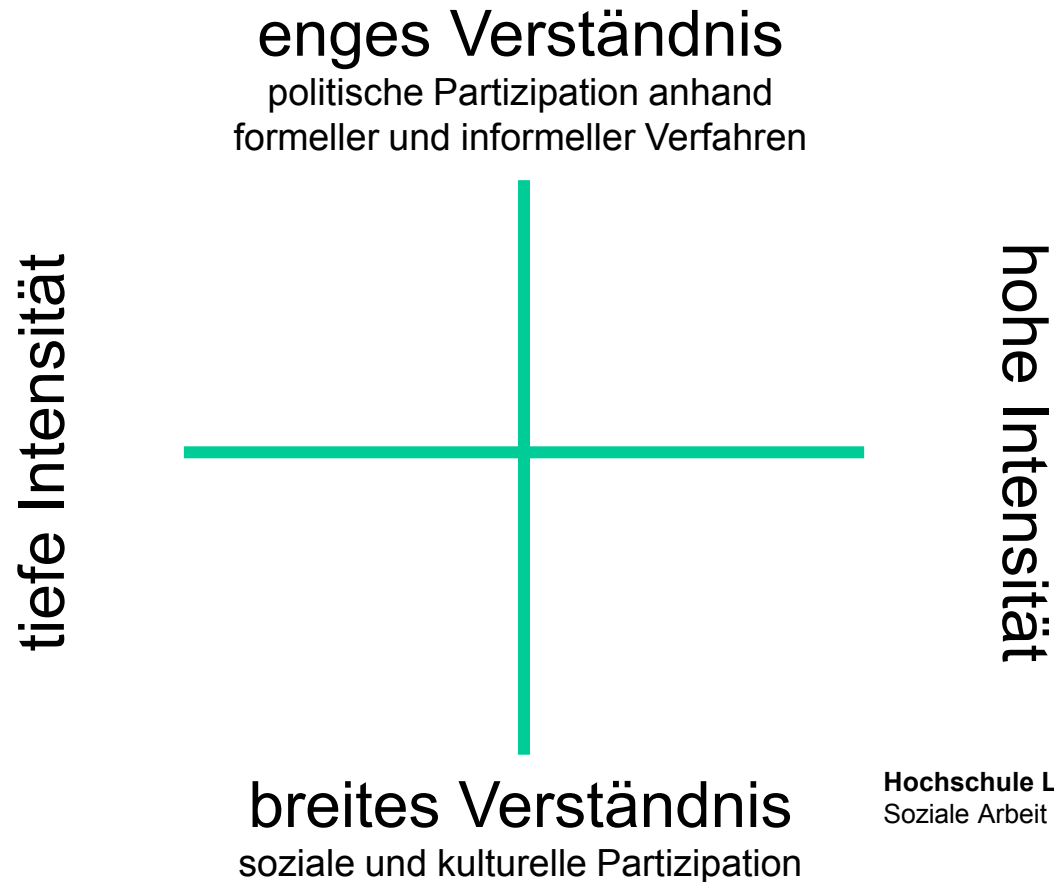 enges Verständnis
politische Partizipation anhand
formeller und informeller Verfahren
tiefe Intensität
hohe Intensität
breites Verständnis
soziale und kulturelle Partizipation
Hochschule L
Soziale Arbeit